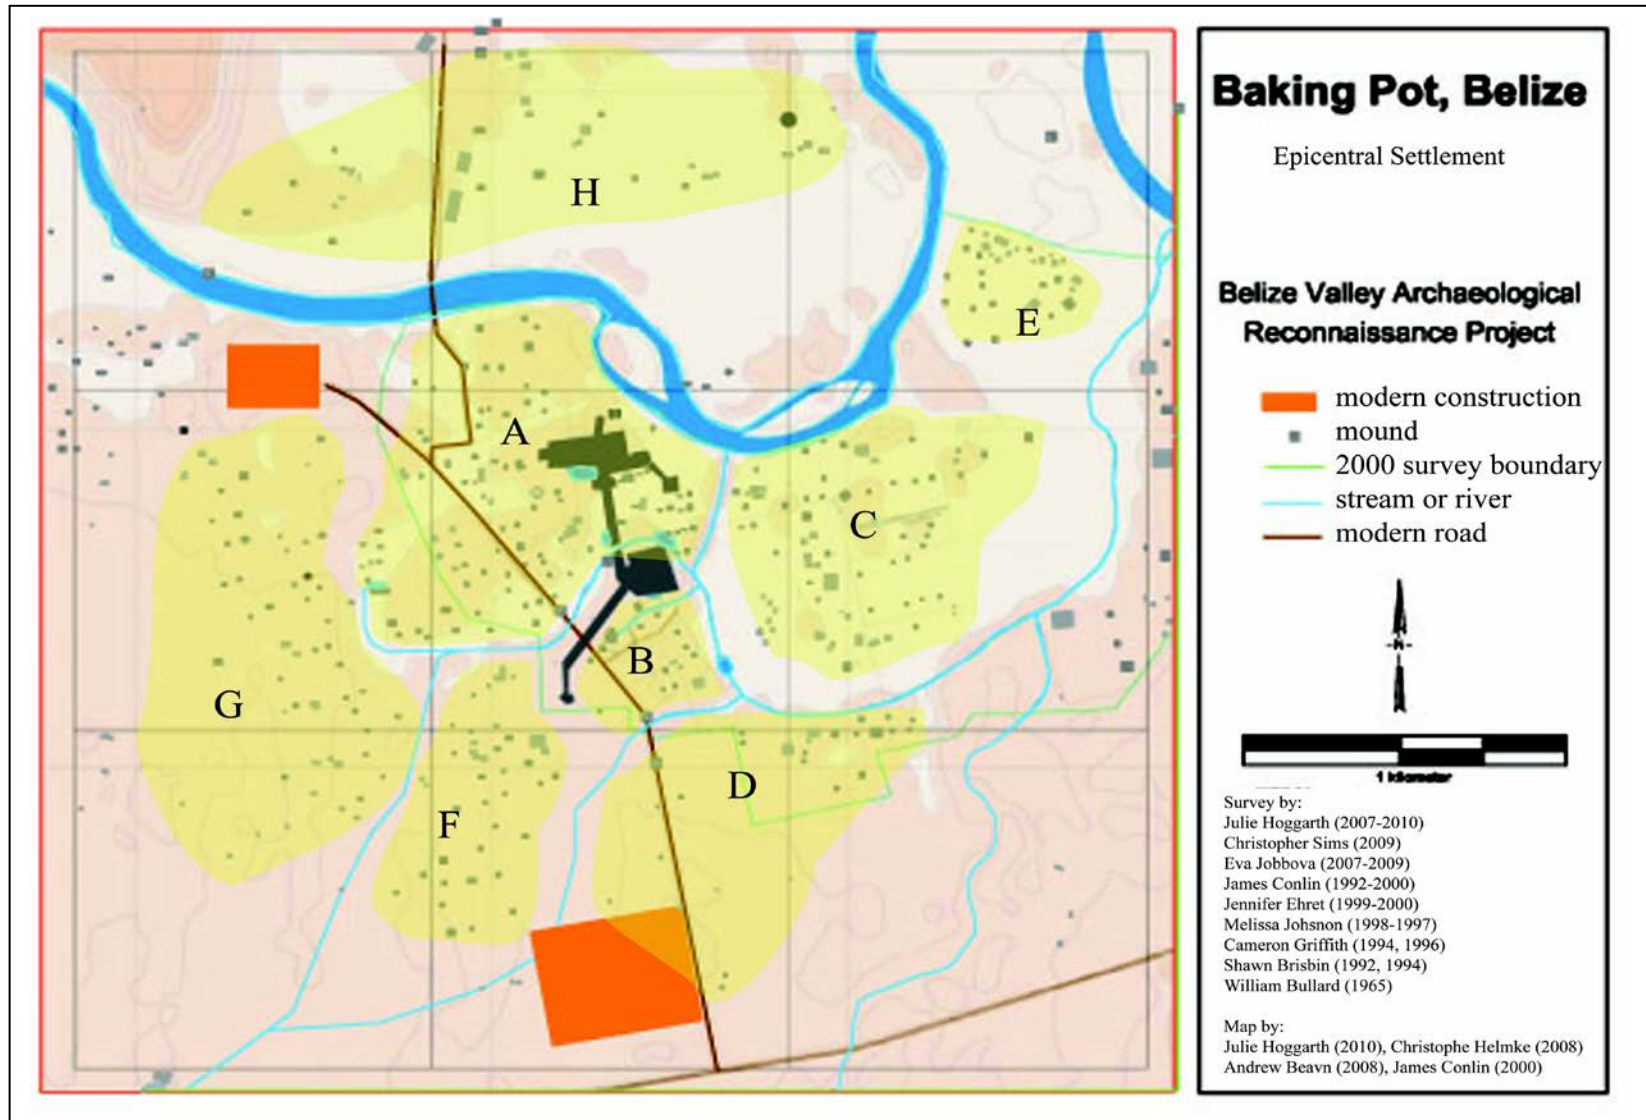 Baking Pot, Belize
Epicentral Settlement
Belize Valley Archaeological
Reconnaissance Project
modern construction
mound
2000 survey boundary
stream or river
modern road
N
1 kilometer
Survey by:
Julie Hoggarth (2007-2010)
Christopher Sims (2009)
Eva Jobbova (2007-2009)
James Conlin (1992-2000)
Jennifer Ehret (1999-2000)
Melissa Johsnon (1998-1997)
Cameron Griffith (1994, 1996)
Shawn Brisbin (1992, 1994)
William Bullard (1965)
Map by:
Julie Hoggarth (2010), Christophe Helmke (2008)
Andrew Beavn (2008), James Conlin (2000)
H
E
A
C
B
G
D
F